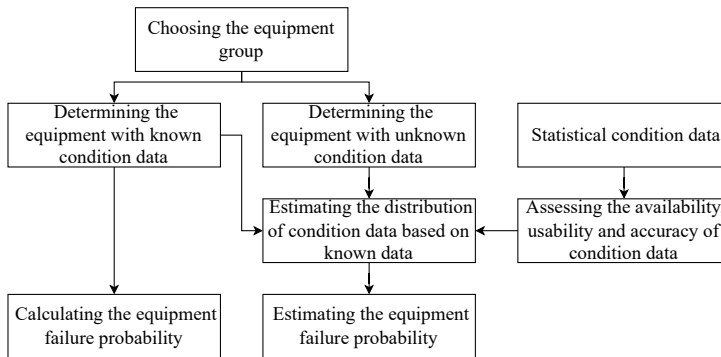 Choosing the equipment
group
Determining the
equipment with known
condition data
Determining the
equipment with unknown
condition data
Statistical condition data
Estimating the distribution
of condition data based on
known data
Assessing the availability,
usability and accuracy of
condition data
Calculating the equipment
failure probability
Estimating the equipment
failure probability